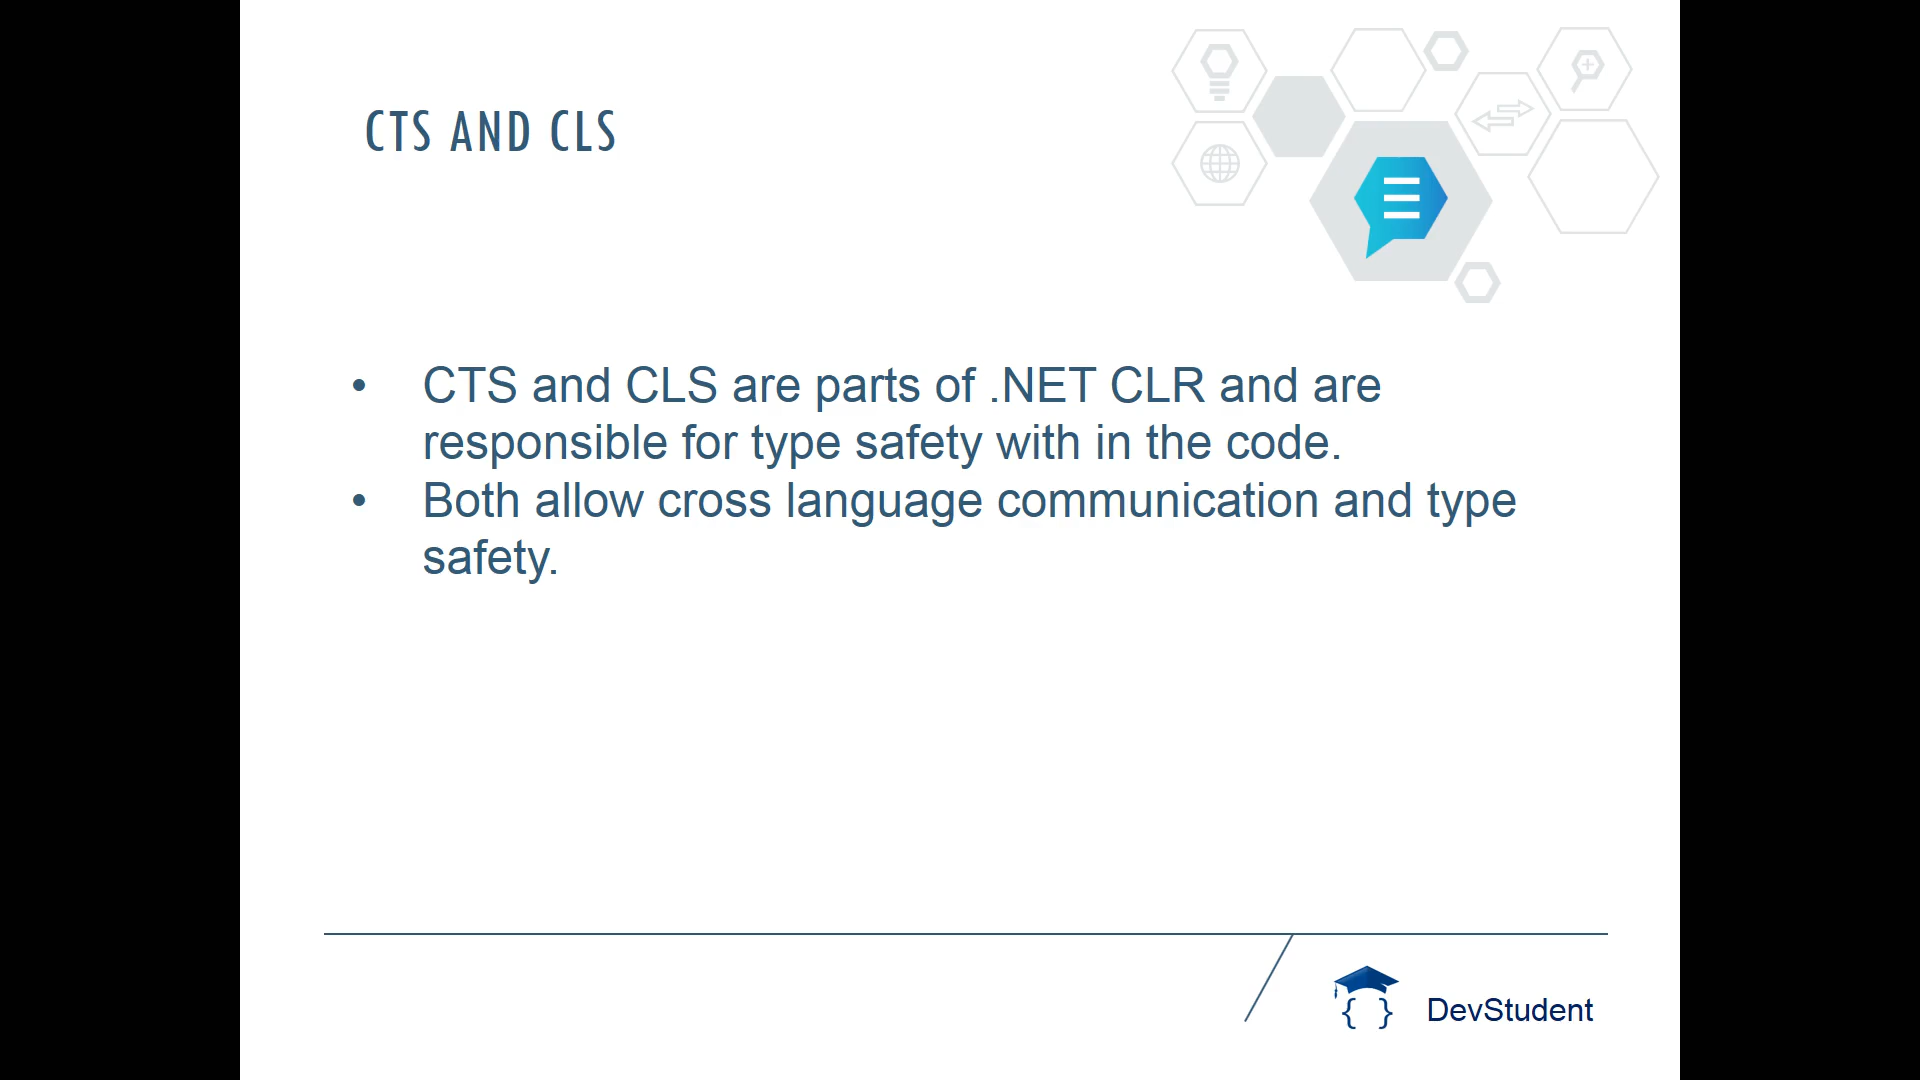 CTS AND CLS
• CTS and CLS are parts of .NET CLR and are
responsible for type safety with in the code.
• Both allow cross language communication and type
safety.
{ } DevStudent